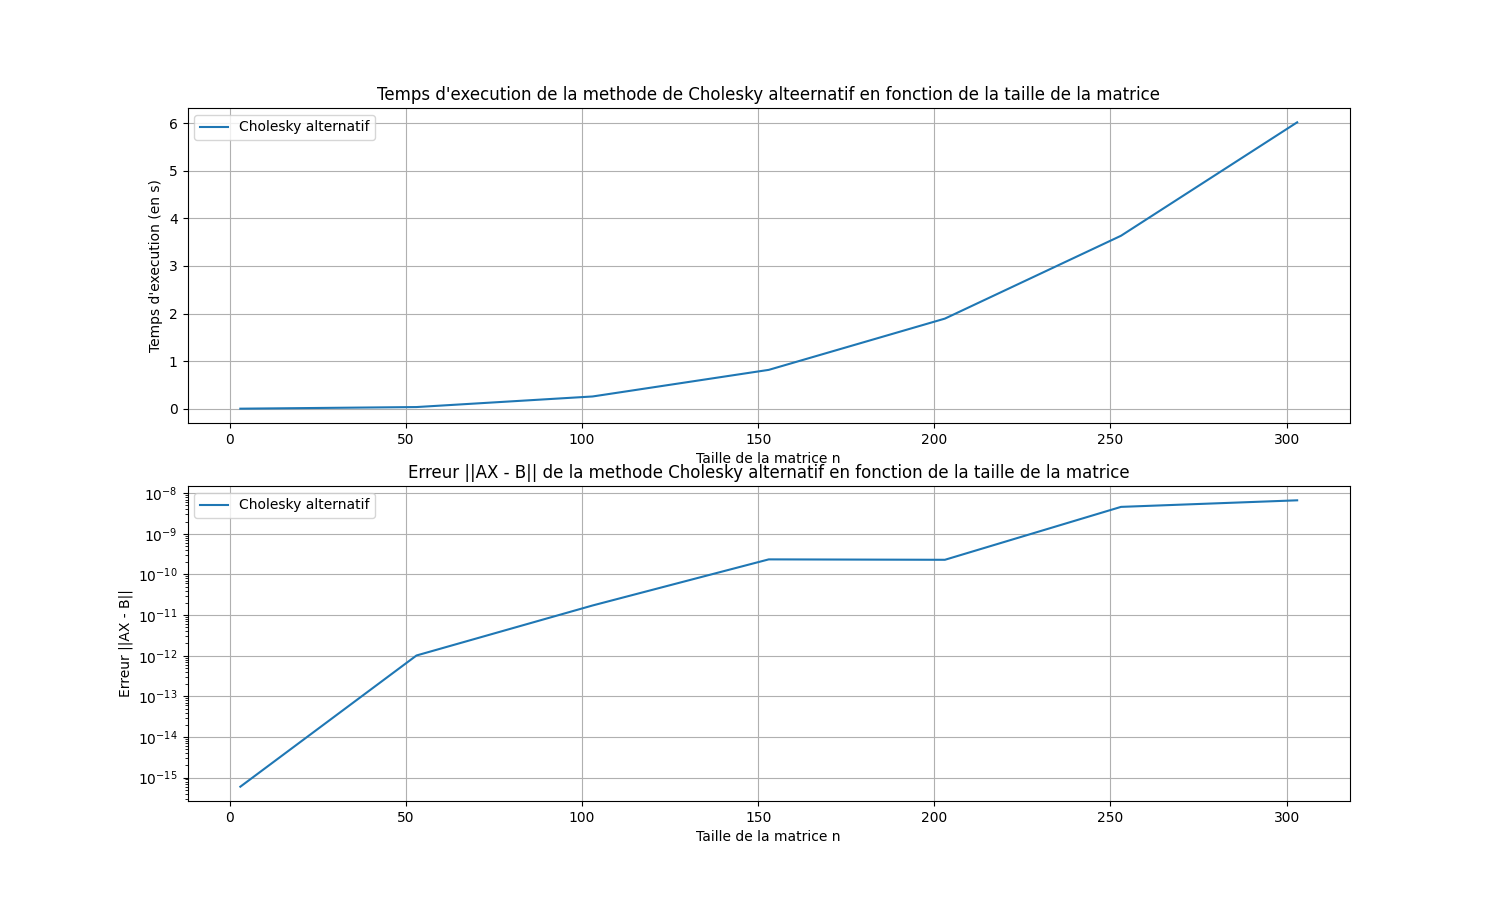 Temps d'execution de la methode de Cholesky alteernatif en fonction de la taille de la matrice
Cholesky alternatif
Temps d'execution (en s)
6
5
4
3
2
1
0
0 50 100 150 200 250 300
Taille de la matrice n
Erreur ||AX - B|| de la methode Cholesky alternatif en fonction de la taille de la matrice
Cholesky alternatif
Erreur ||AX - B||
10⁻⁸
10⁻⁹
10⁻¹⁰
10⁻¹¹
10⁻¹²
10⁻¹³
10⁻¹⁴
10⁻¹⁵
0 50 100 150 200 250 300
Taille de la matrice n